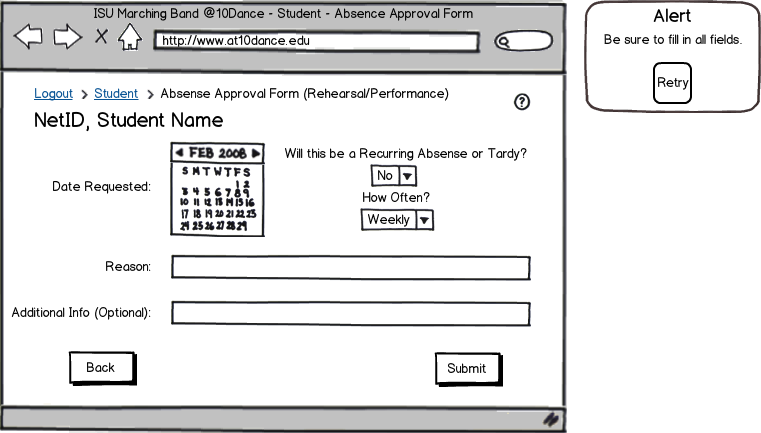 ISU Marching Band @10Dance - Student - Absence Approval Form
http://www.at10dance.edu
Logout > Student > Absense Approval Form (Rehearsal/Performance)
?
NetID, Student Name
Date Requested:
FEB 2008
S M T W T F S
1 2
3 4 5 6 7 8 9
10 11 12 13 14 15 16
17 18 19 20 21 22 23
24 25 26 27 28 29
Will this be a Recurring Absense or Tardy?
No
How Often?
Weekly
Reason:
Additional Info (Optional):
Back
Submit
Alert
Be sure to fill in all fields.
Retry